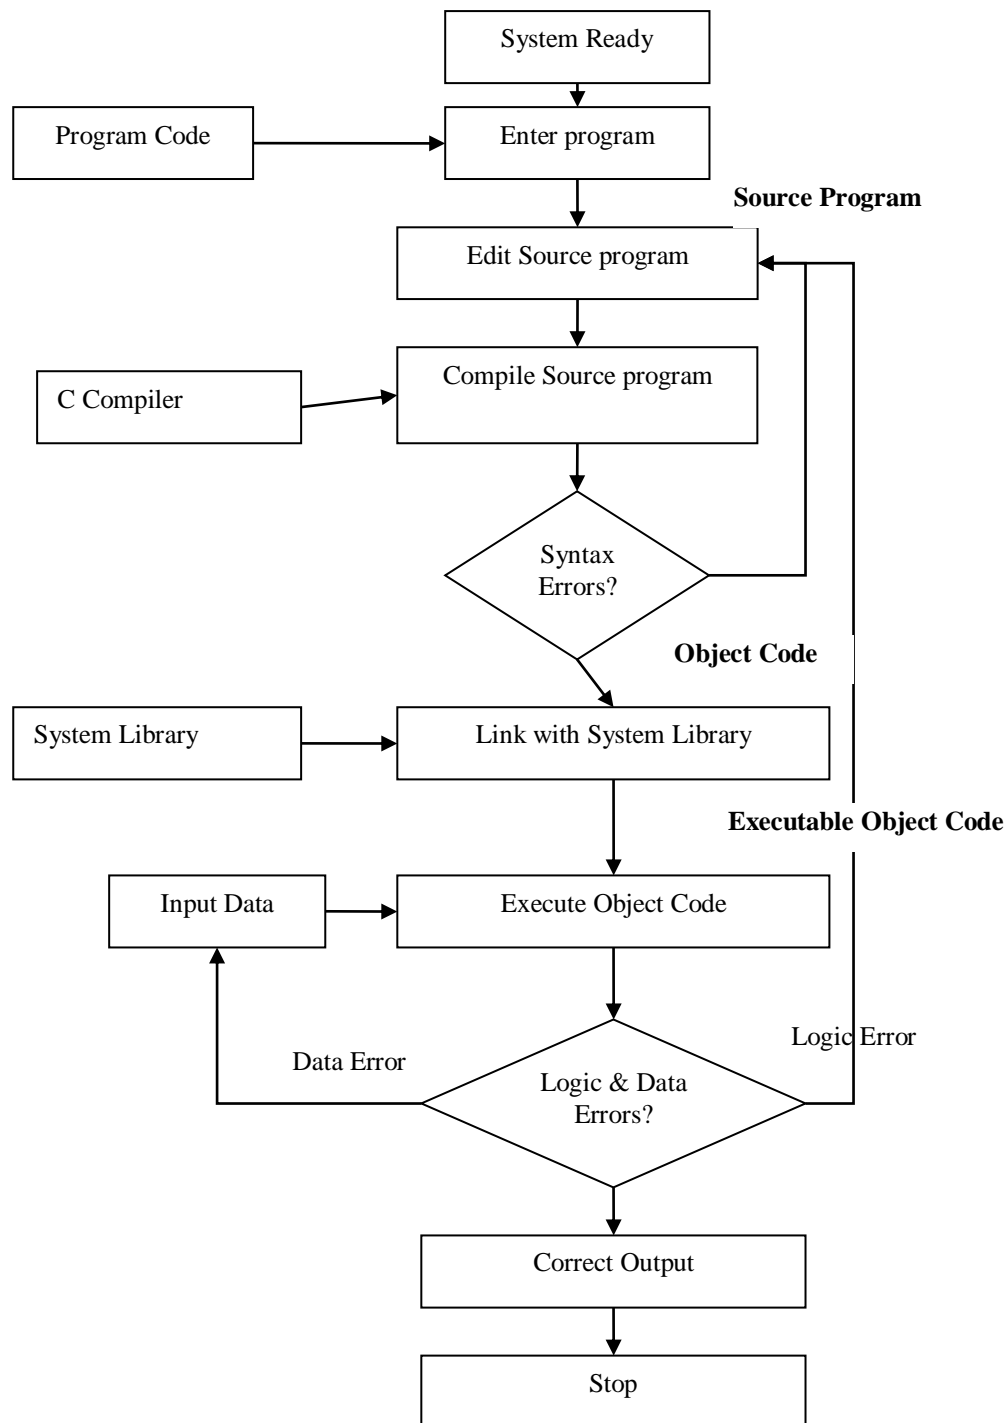 System Ready
Program Code
Enter program
Source Program
Edit Source program
Compile Source program
C Compiler
Syntax
Errors?
Object Code
System Library
Link with System Library
Executable Object Code
Input Data
Execute Object Code
Logic Error
Data Error
Logic & Data
Errors?
Correct Output
Stop